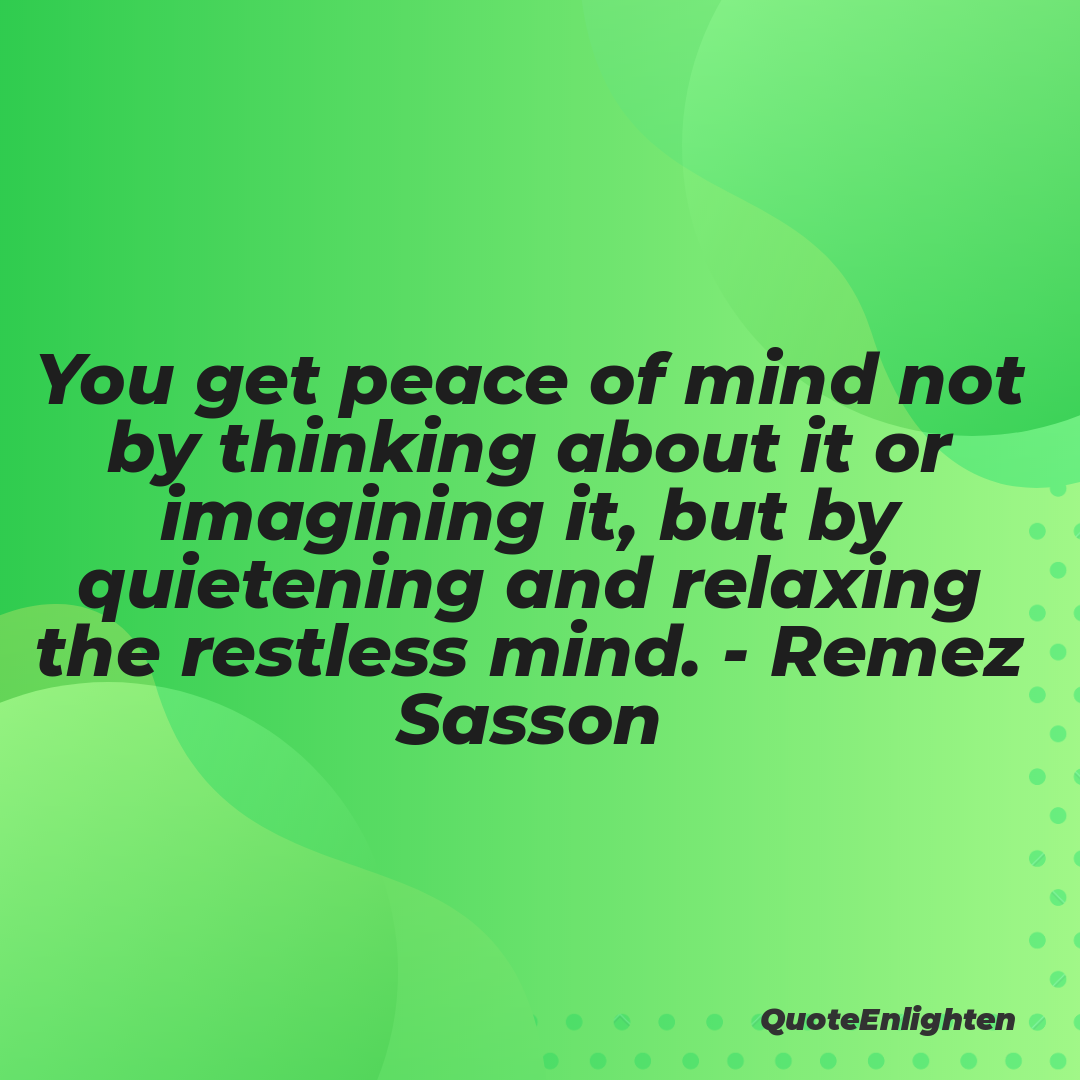 You get peace of mind not
by thinking about it or
imagining it, but by
quietening and relaxing
the restless mind. - Remez
Sasson
QuoteEnlighten